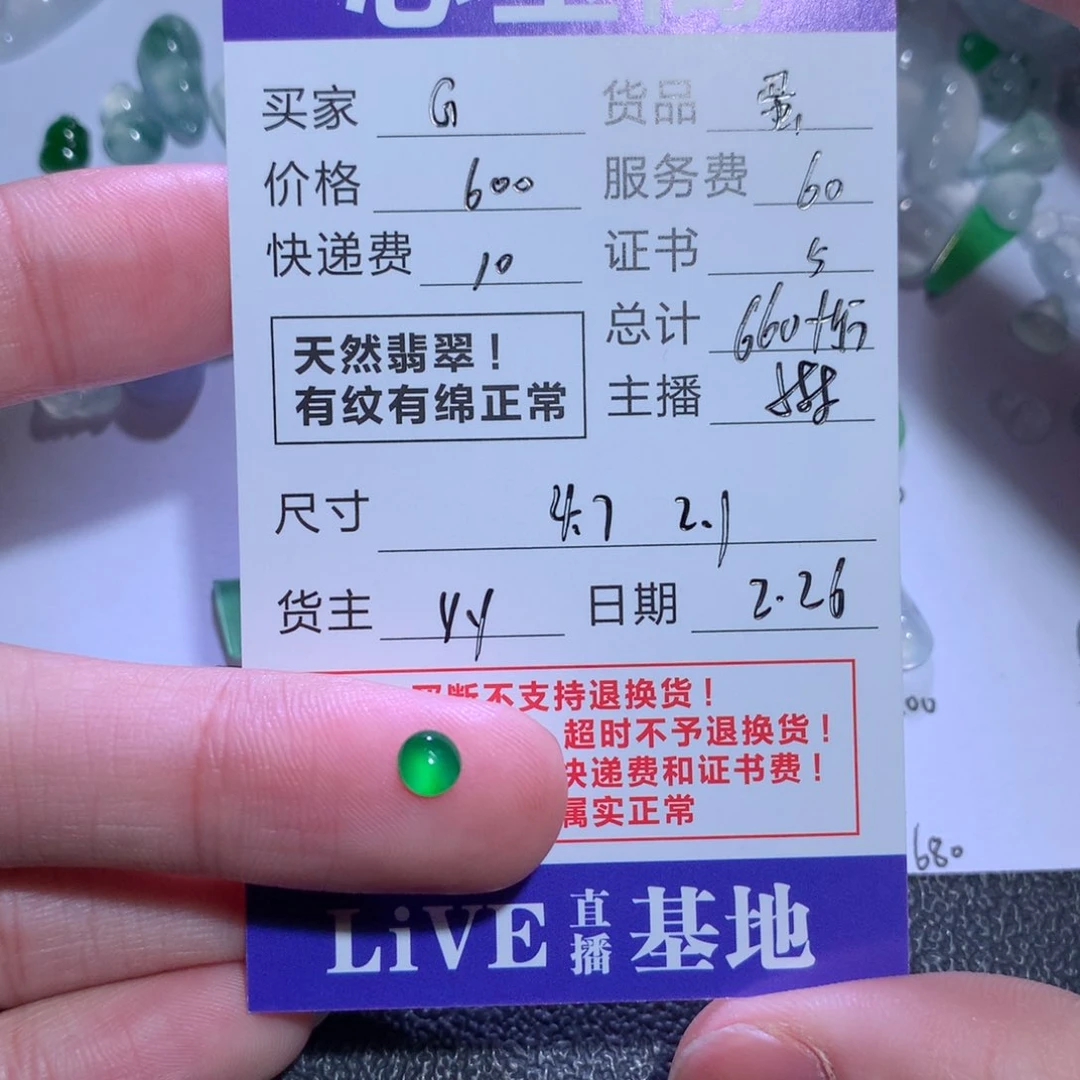 买家 G 货品 蛋
价格 600 服务费 60
快递费 10 证书 5
总计 660+15
天然翡翠！
有纹有绵正常
主播
尺寸 4.7 2.1
货主 YY 日期 2.26
断不支持退换货！
超时不予退换货！
快递费和证书费！
属实正常
680
LiVE 直播 基地